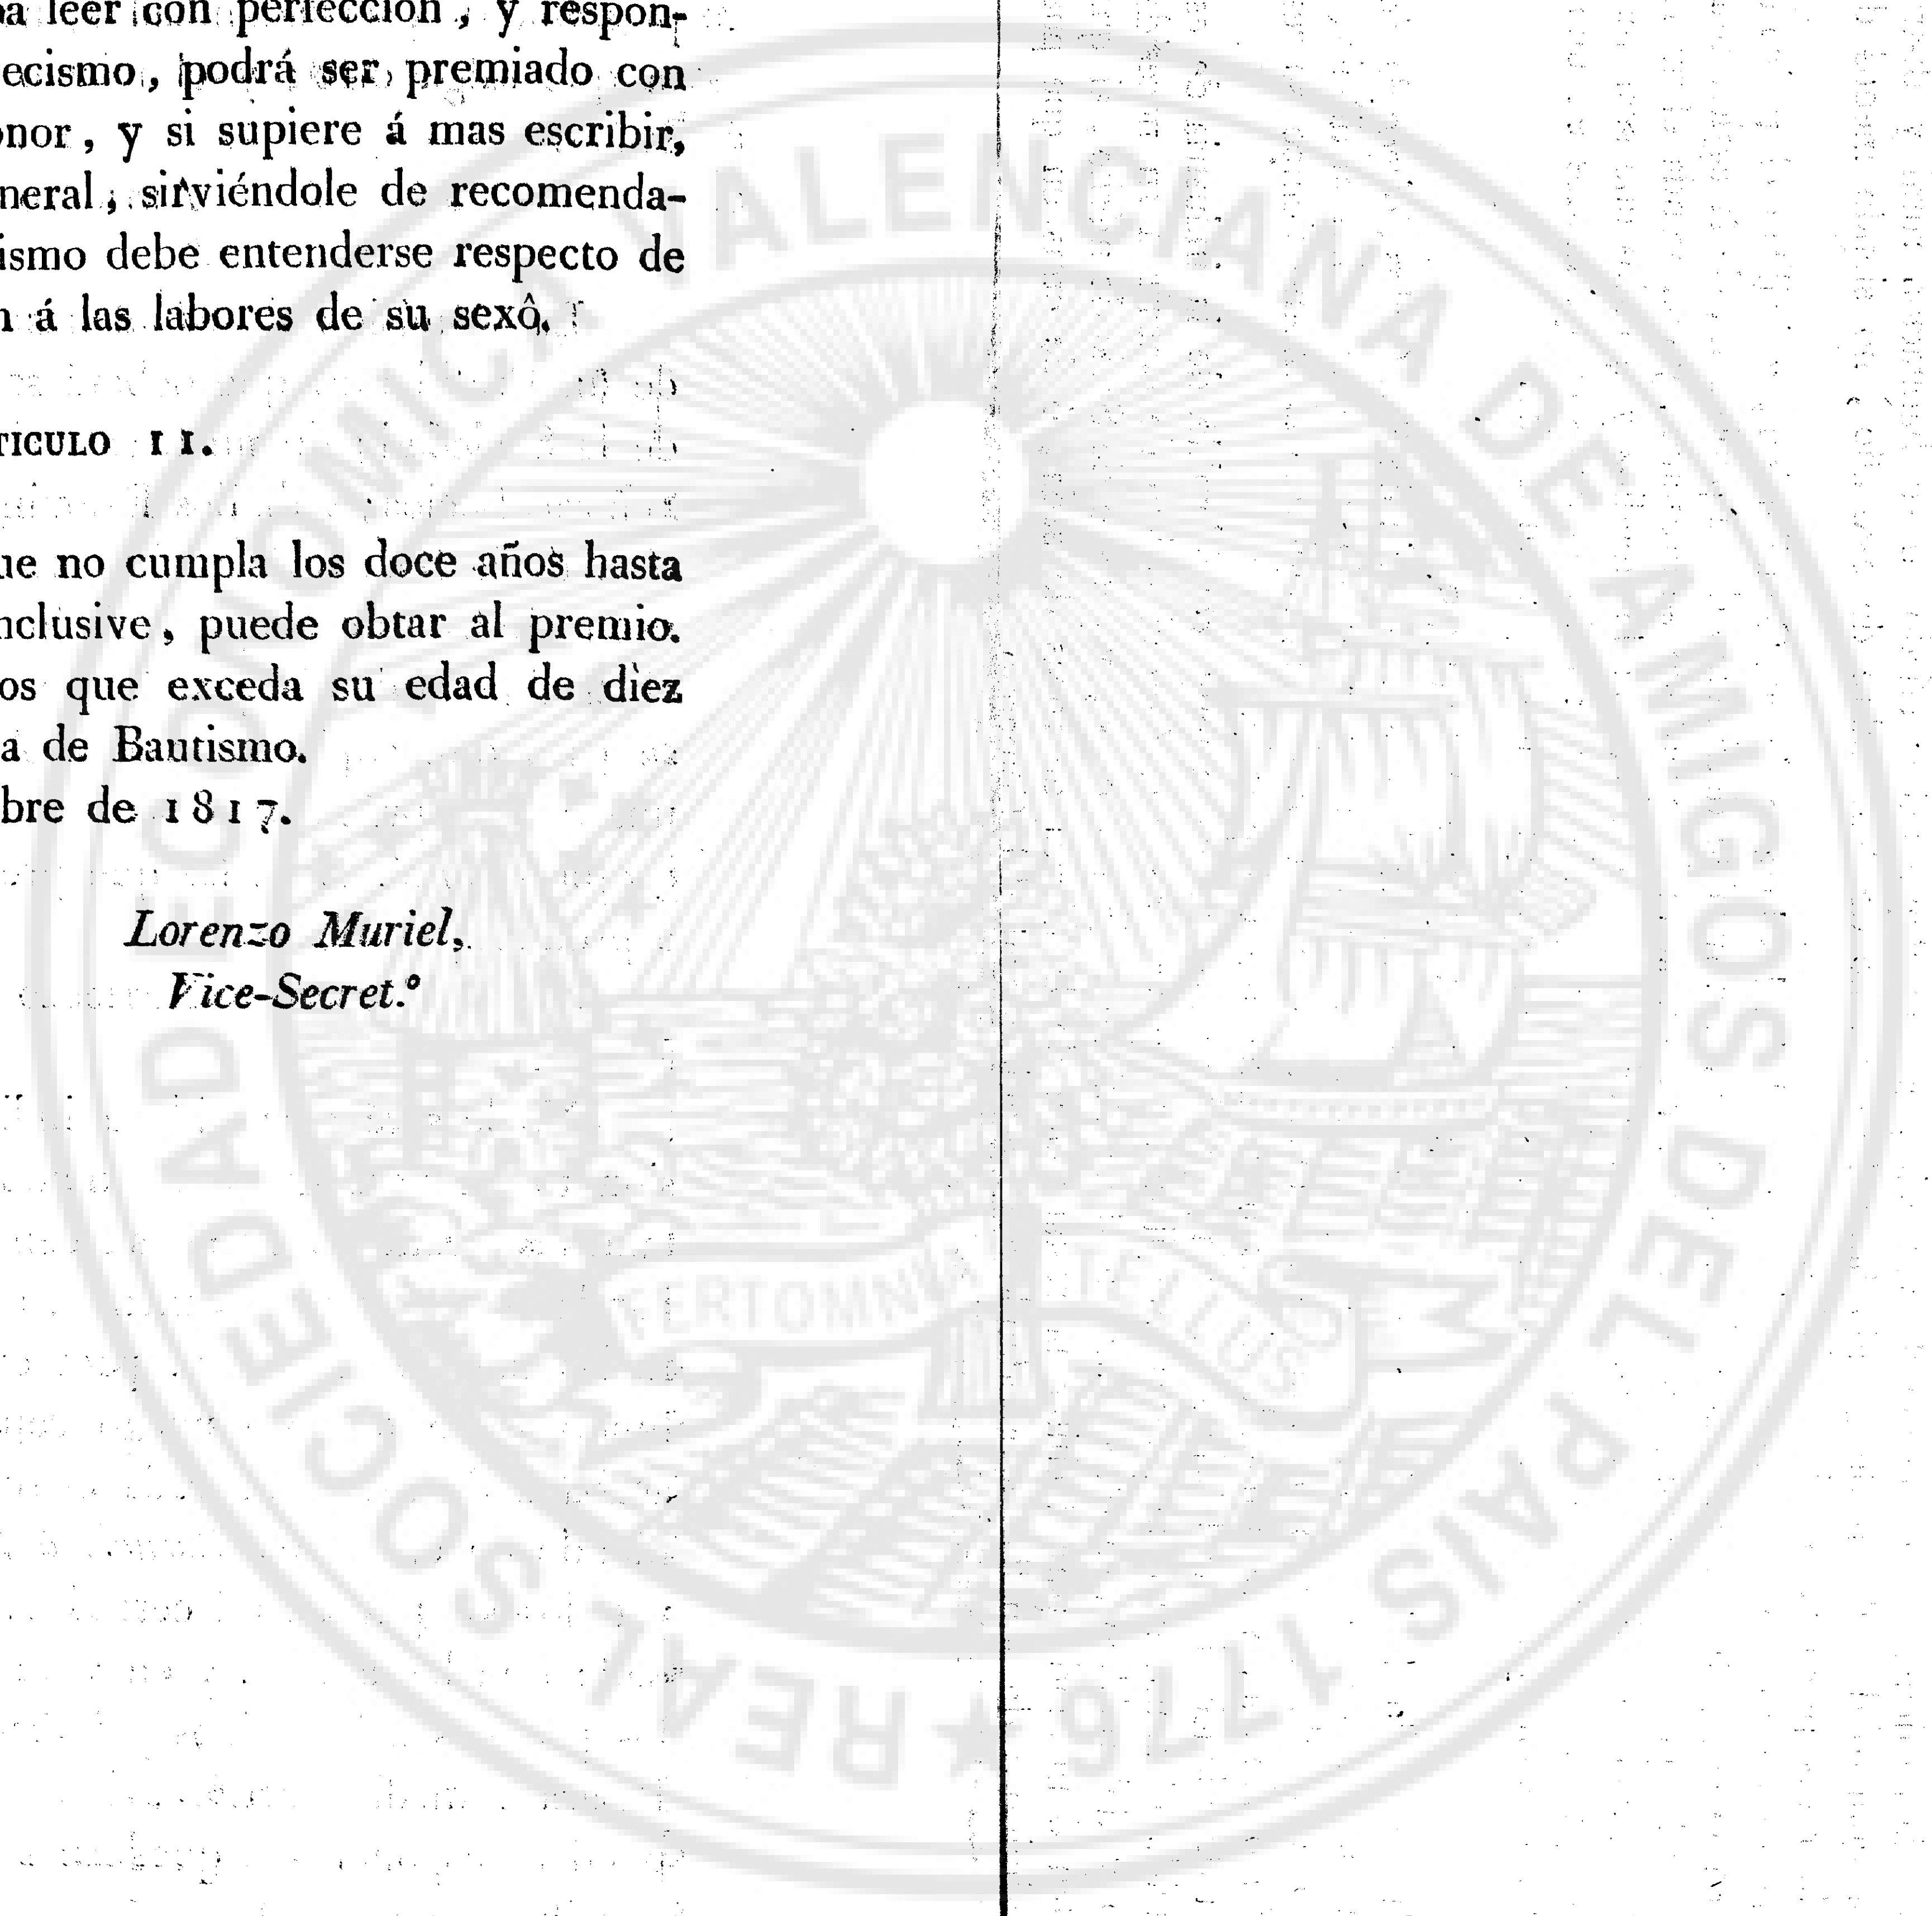 leer con perfeccion, y respon-
ecismo, podrá ser premiado con
onor, y si supiere á mas escribir,
neral; sirviéndole de recomenda-
ismo debe entenderse respecto de
á las labores de su sexô.
TICULO II.
ue no cumpla los doce años hasta
nclusive, puede obtar al premio.
os que exceda su edad de diez
a de Bautismo.
bre de 1817.
Lorenzo Muriel,
Vice-Secret.º
REAL SOCIEDAD ECONOMICA VALENCIANA DE AMIGOS DEL PAIS 1776
FERT OMNIA TELLUS